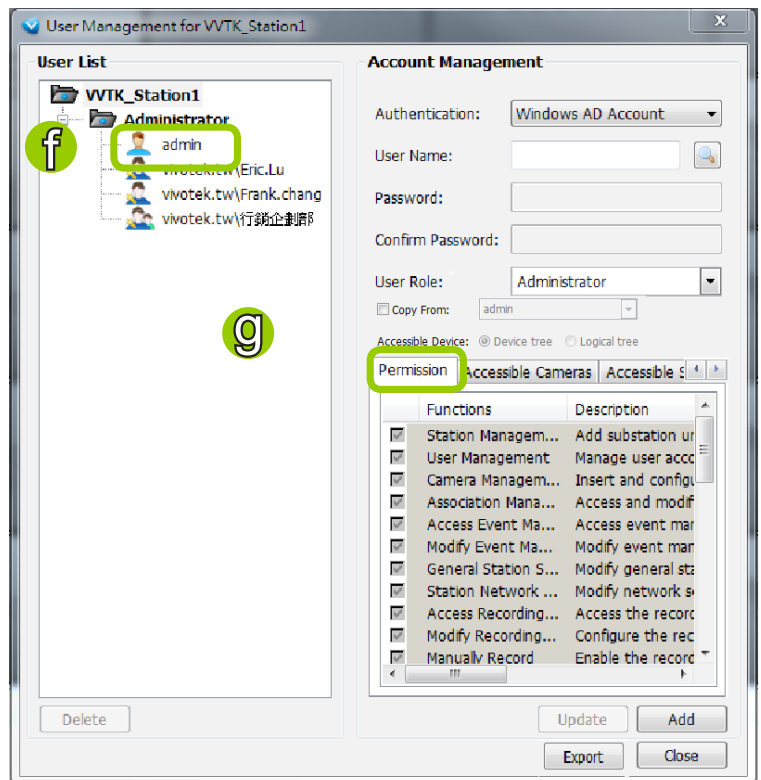 User Management for VVTK_Station1
x
User List
VVTK_Station1
Administrator
f
admin
vivotek.tw\Eric.Lu
vivotek.tw\Frank.chang
vivotek.tw\行銷企劃部
g
Delete
Account Management
Authentication: Windows AD Account
User Name:
Password:
Confirm Password:
User Role: Administrator
Copy From: admin
Accessible Device: Device tree Logical tree
Permission Accessible Cameras Accessible S
Functions Description
Station Managem... Add substation ur
User Management Manage user acco
Camera Managem... Insert and configu
Association Mana... Access and modif
Access Event Ma... Access event mar
Modify Event Ma... Modify event man
General Station S... Modify general sta
Station Network ... Modify network se
Access Recording... Access the record
Modify Recording... Configure the rec
Manually Record Enable the record
Update Add
Export Close